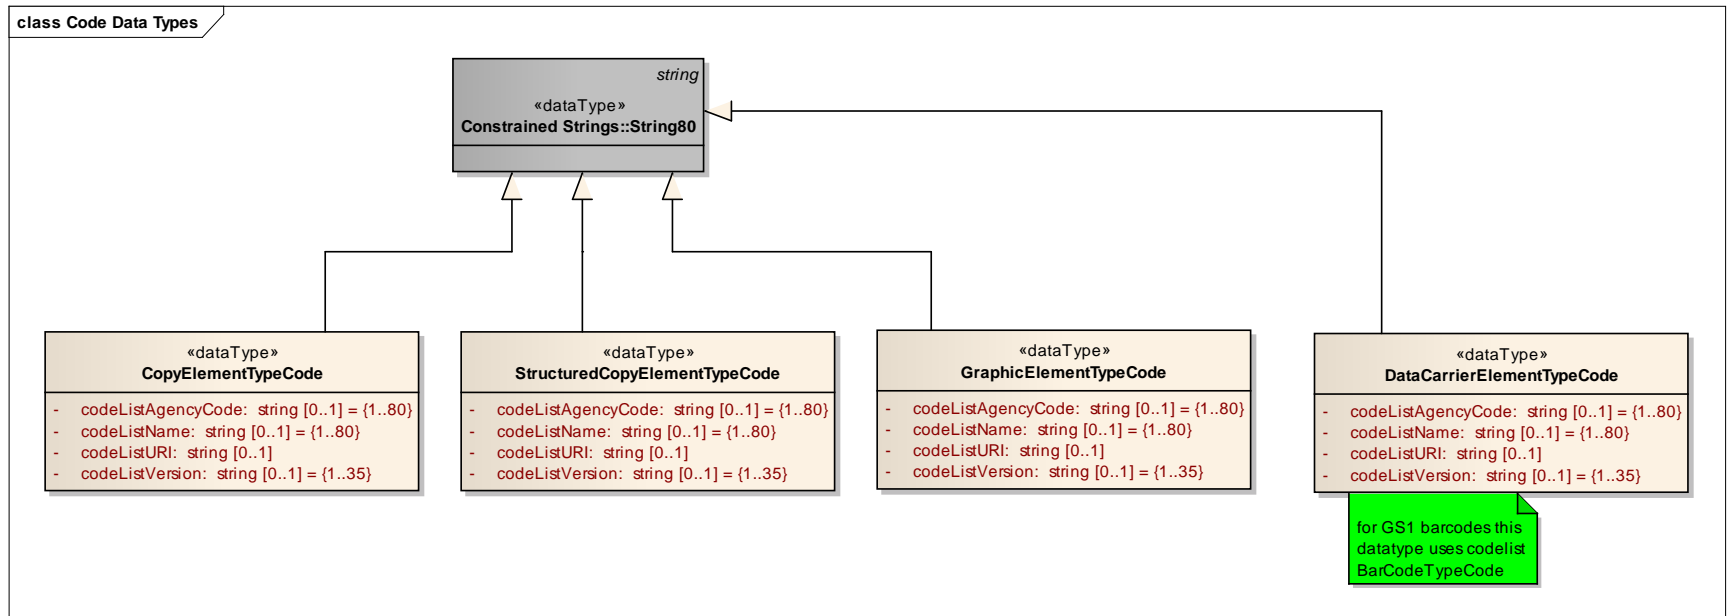 class Code Data Types
string
«dataType»
Constrained Strings::String80
«dataType»
CopyElementTypeCode
- codeListAgencyCode: string [0..1] = {1..80}
- codeListName: string [0..1] = {1..80}
- codeListURI: string [0..1]
- codeListVersion: string [0..1] = {1..35}
«dataType»
StructuredCopyElementTypeCode
- codeListAgencyCode: string [0..1] = {1..80}
- codeListName: string [0..1] = {1..80}
- codeListURI: string [0..1]
- codeListVersion: string [0..1] = {1..35}
«dataType»
GraphicElementTypeCode
- codeListAgencyCode: string [0..1] = {1..80}
- codeListName: string [0..1] = {1..80}
- codeListURI: string [0..1]
- codeListVersion: string [0..1] = {1..35}
«dataType»
DataCarrierElementTypeCode
- codeListAgencyCode: string [0..1] = {1..80}
- codeListName: string [0..1] = {1..80}
- codeListURI: string [0..1]
- codeListVersion: string [0..1] = {1..35}
for GS1 barcodes this
datatype uses codelist
BarCodeTypeCode